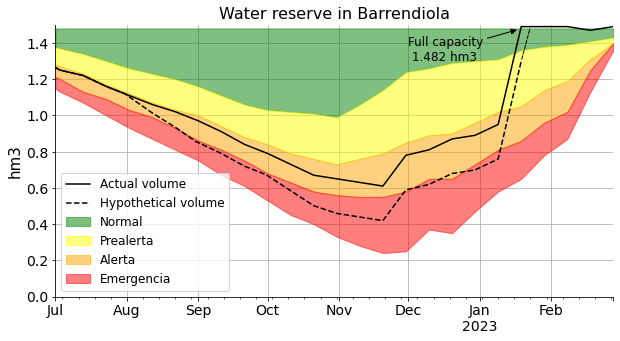 Water reserve in Barrendiola
hm3
1.4
1.2
1.0
0.8
0.6
0.4
0.2
0.0
Full capacity
1.482 hm3
Actual volume
Hypothetical volume
Normal
Prealerta
Alerta
Emergencia
Jul Aug Sep Oct Nov Dec Jan Feb
2023